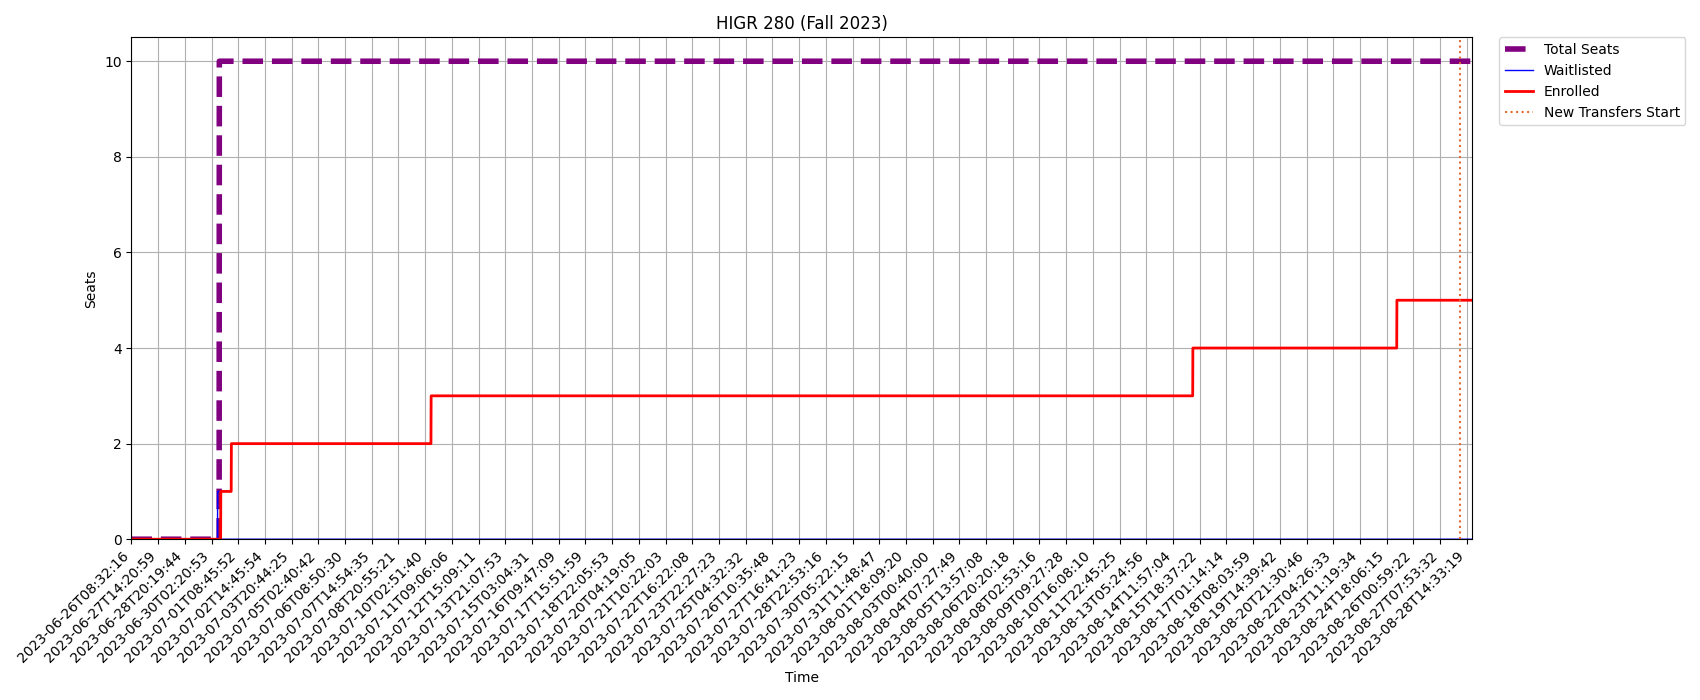 HIGR 280 (Fall 2023)
Total Seats
Waitlisted
Enrolled
New Transfers Start
Seats
10
8
6
4
2
0
2023-06-26T08:32:16
2023-06-27T14:20:59
2023-06-28T20:19:44
2023-06-30T02:20:53
2023-07-01T08:45:52
2023-07-02T14:45:54
2023-07-03T20:44:25
2023-07-05T02:40:42
2023-07-06T08:50:30
2023-07-07T14:54:35
2023-07-08T20:55:21
2023-07-10T02:51:40
2023-07-11T09:06:06
2023-07-12T15:09:11
2023-07-13T21:07:53
2023-07-15T03:04:31
2023-07-16T09:47:09
2023-07-17T15:51:59
2023-07-18T22:05:53
2023-07-20T04:19:05
2023-07-21T10:22:03
2023-07-22T16:22:08
2023-07-23T22:27:23
2023-07-25T04:32:32
2023-07-26T10:35:48
2023-07-27T16:41:23
2023-07-28T22:53:16
2023-07-30T05:22:15
2023-07-31T11:48:47
2023-08-01T18:09:20
2023-08-03T00:40:00
2023-08-04T07:27:49
2023-08-05T13:57:08
2023-08-06T20:20:18
2023-08-08T02:53:16
2023-08-09T09:27:28
2023-08-10T16:08:10
2023-08-11T22:45:25
2023-08-13T05:24:56
2023-08-14T11:57:04
2023-08-15T18:37:22
2023-08-17T01:14:14
2023-08-18T08:03:59
2023-08-19T14:39:42
2023-08-20T21:30:46
2023-08-22T04:26:33
2023-08-23T11:19:34
2023-08-24T18:06:15
2023-08-26T00:59:22
2023-08-27T07:53:32
2023-08-28T14:33:19
Time